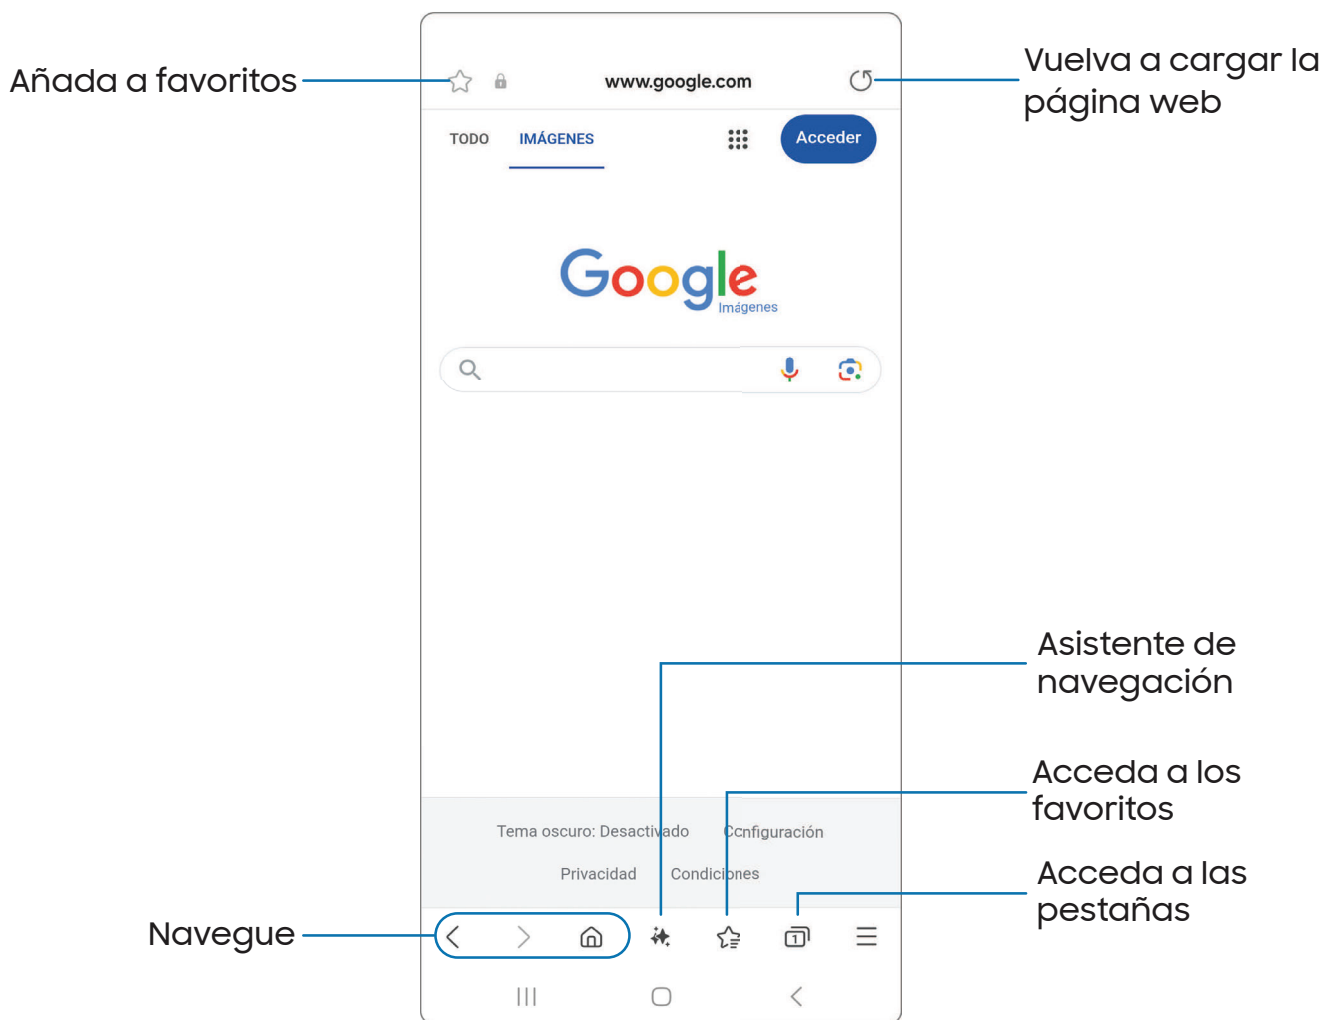 Añada a favoritos
www.google.com
Vuelva a cargar la
página web
TODO IMÁGENES Acceder
Google
Imágenes
Asistente de
navegación
Acceda a los
favoritos
Tema oscuro: Desactivado Configuración
Privacidad Condiciones
Acceda a las
pestañas
Navegue
1